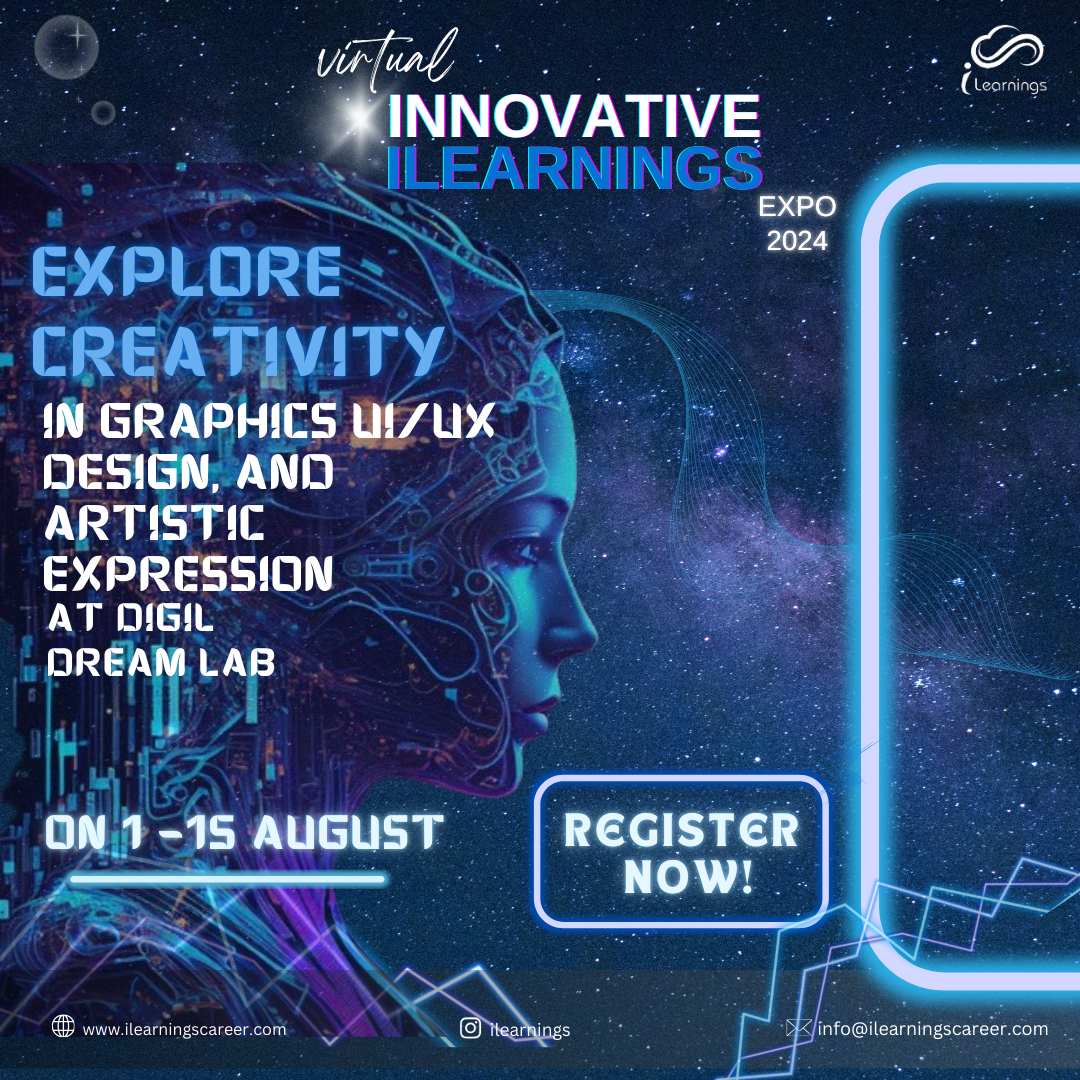 virtual
i Learnings
INNOVATIVE
ILEARNINGS
EXPO
2024
EXPLORE
CREATIVITY
IN GRAPHICS UI/UX
DESIGN, AND
ARTISTIC
EXPRESSION
AT DIGIL
DREAM LAB
ON 1 -15 AUGUST
REGISTER
NOW!
www.ilearningscareer.com
ilearnings
info@ilearningscareer.com